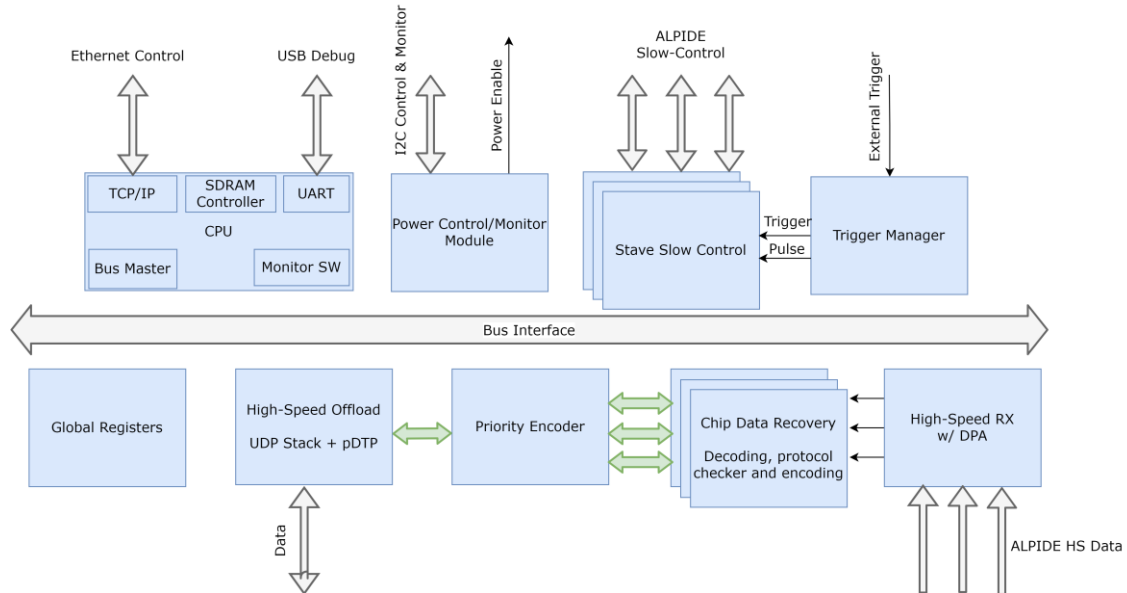 Ethernet Control
USB Debug
I2C Control & Monitor
Power Enable
ALPIDE
Slow-Control
External Trigger
TCP/IP
SDRAM
Controller
UART
CPU
Bus Master
Monitor SW
Power Control/Monitor
Module
Stave Slow Control
Trigger
Pulse
Trigger Manager
Bus Interface
Global Registers
High-Speed Offload
UDP Stack + pDTP
Priority Encoder
Chip Data Recovery
Decoding, protocol
checker and encoding
High-Speed RX
w/ DPA
Data
ALPIDE HS Data